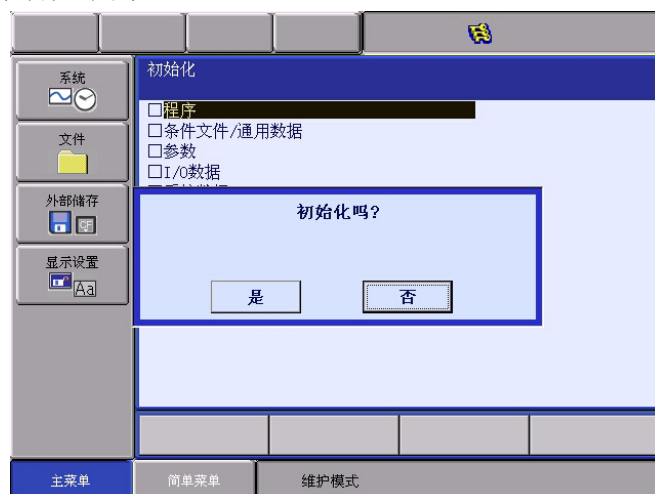 系统
文件
外部储存
CF
显示设置
Aa
初始化
□程序
□条件文件/通用数据
□参数
□I/O数据
初始化吗?
是
否
主菜单
简单菜单
维护模式